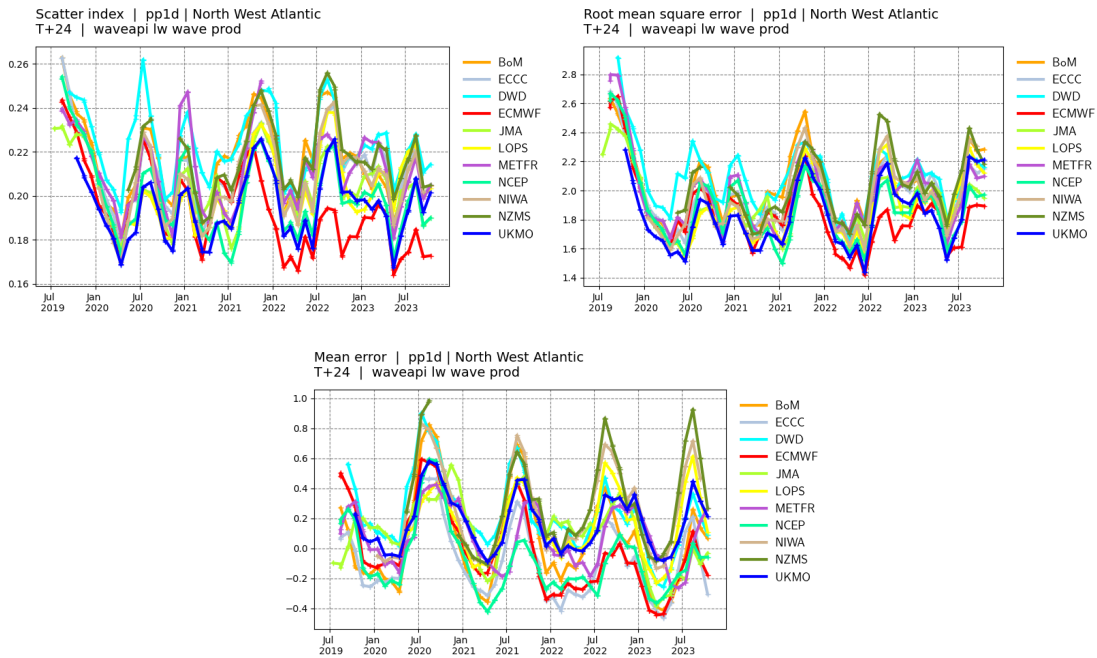 Scatter index | pp1d | North West Atlantic
T+24 | waveapi lw wave prod
0.26
0.24
0.22
0.20
0.18
0.16
Jul Jan Jul Jan Jul Jan Jul Jan Jul
2019 2020 2020 2021 2021 2022 2022 2023 2023
BoM
ECCC
DWD
ECMWF
JMA
LOPS
METFR
NCEP
NIWA
NZMS
UKMO
Root mean square error | pp1d | North West Atlantic
T+24 | waveapi lw wave prod
2.8
2.6
2.4
2.2
2.0
1.8
1.6
1.4
Jul Jan Jul Jan Jul Jan Jul Jan Jul
2019 2020 2020 2021 2021 2022 2022 2023 2023
BoM
ECCC
DWD
ECMWF
JMA
LOPS
METFR
NCEP
NIWA
NZMS
UKMO
Mean error | pp1d | North West Atlantic
T+24 | waveapi lw wave prod
1.0
0.8
0.6
0.4
0.2
0.0
−0.2
−0.4
Jul Jan Jul Jan Jul Jan Jul Jan Jul
2019 2020 2020 2021 2021 2022 2022 2023 2023
BoM
ECCC
DWD
ECMWF
JMA
LOPS
METFR
NCEP
NIWA
NZMS
UKMO